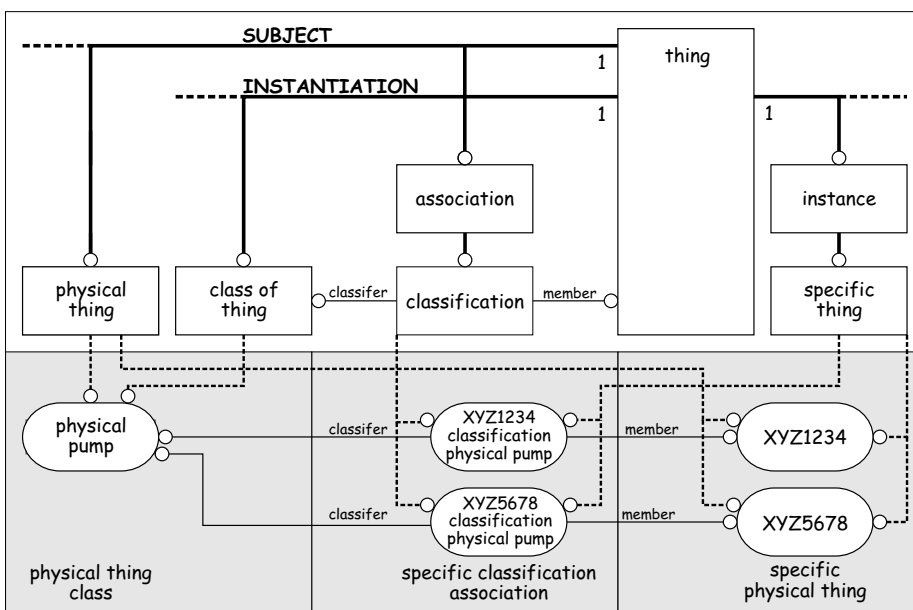 SUBJECT
1
thing
INSTANTIATION
1
1
association
instance
physical
thing
class of
thing
classifer
classification
member
specific
thing
physical
pump
classifer
XYZ1234
classification
physical pump
member
XYZ1234
classifer
XYZ5678
classification
physical pump
member
XYZ5678
physical thing
class
specific classification
association
specific
physical thing